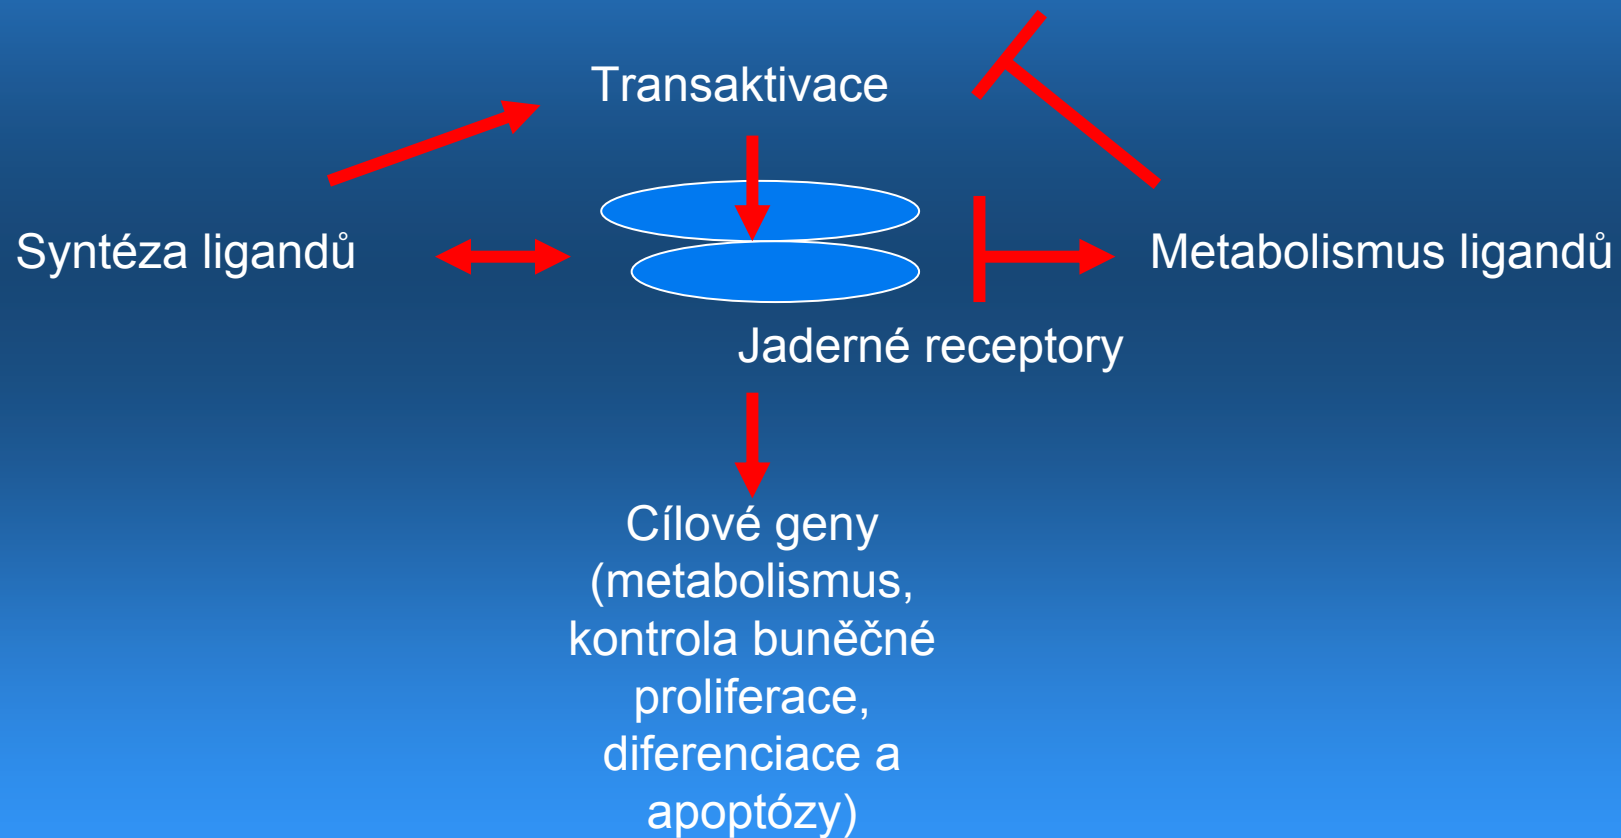 Transaktivace
Syntéza ligandů
Metabolismus ligandů
Jaderné receptory
Cílové geny
(metabolismus,
kontrola buněčné
proliferace,
diferenciace a
apoptózy)